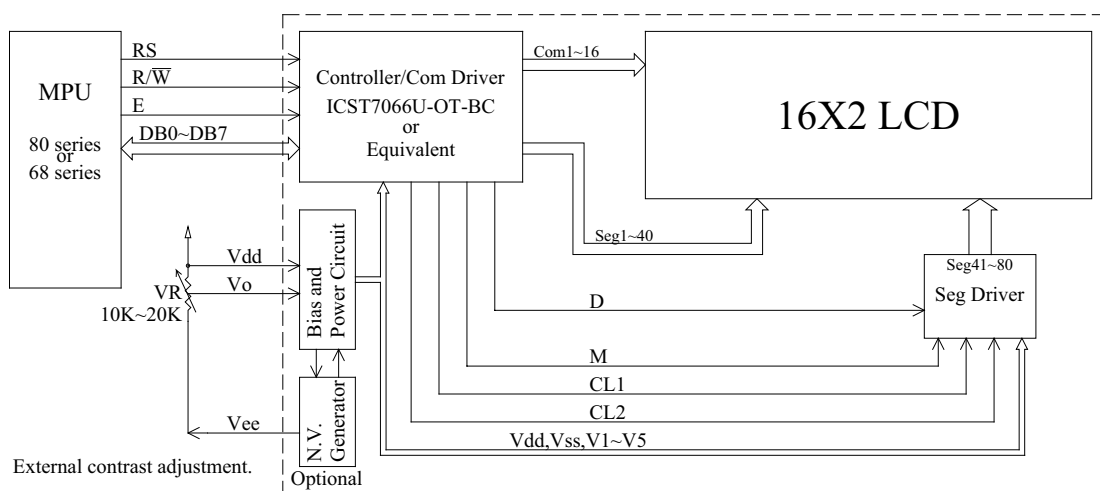 MPU
80 series
or
68 series
RS
R/W̅
E
DB0~DB7
Controller/Com Driver
ICST7066U-OT-BC
or
Equivalent
Com1~16
16X2 LCD
Seg1~40
Seg41~80
Seg Driver
Vdd
Vo
VR
10K~20K
Bias and
Power Circuit
D
M
CL1
CL2
Vdd,Vss,V1~V5
Vee
N.V.
Generator
Optional
External contrast adjustment.